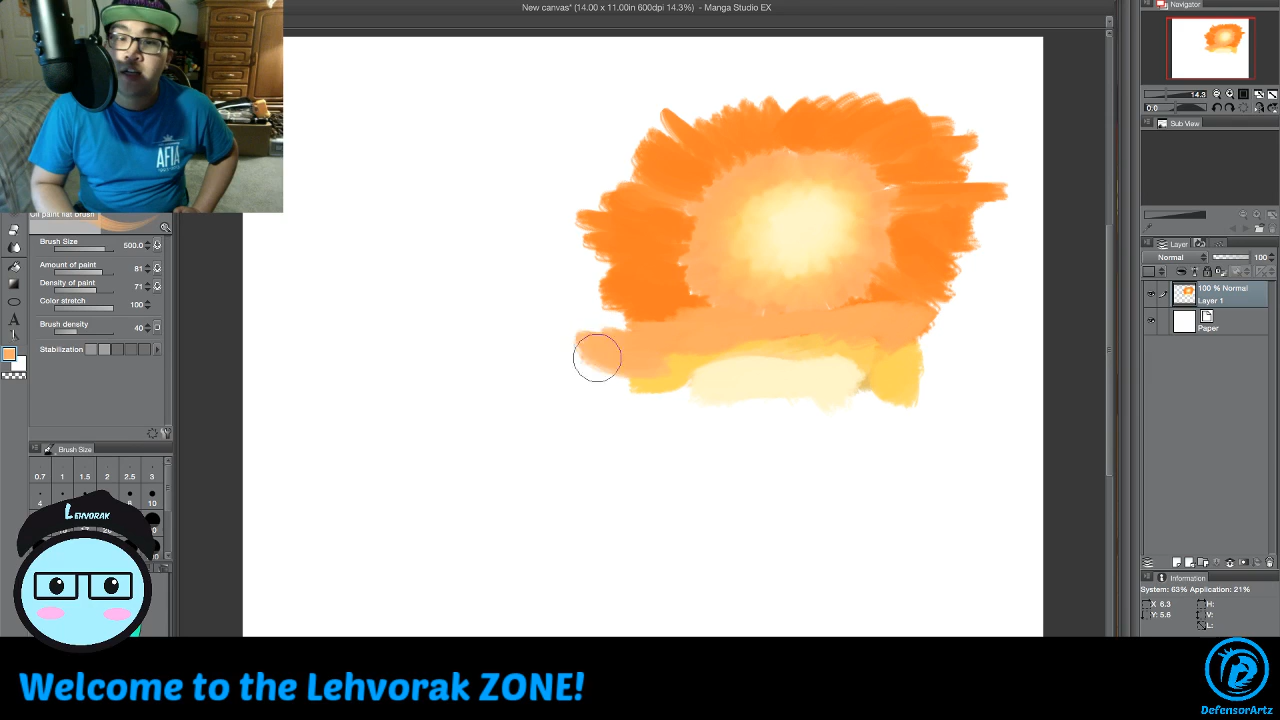 New canvas* (14.00 x 11.00in 600dpi 14.3%) - Manga Studio EX
Navigator
14.3
0.0
Sub View
AFIA
Oil paint flat brush
Brush Size 500.0
Amount of paint 81
Density of paint 71
Color stretch 100
Brush density 40
Stabilization
Brush Size
0.7 1 1.5 2 2.5 3
4 8 10
Layer
Normal 100
100 % Normal
Layer 1
Paper
Information
System: 63% Application: 21%
X 6.3 H:
Y: 5.6 V:
L:
LEHVORAK
Welcome to the Lehvorak ZONE!
DefensorArtz